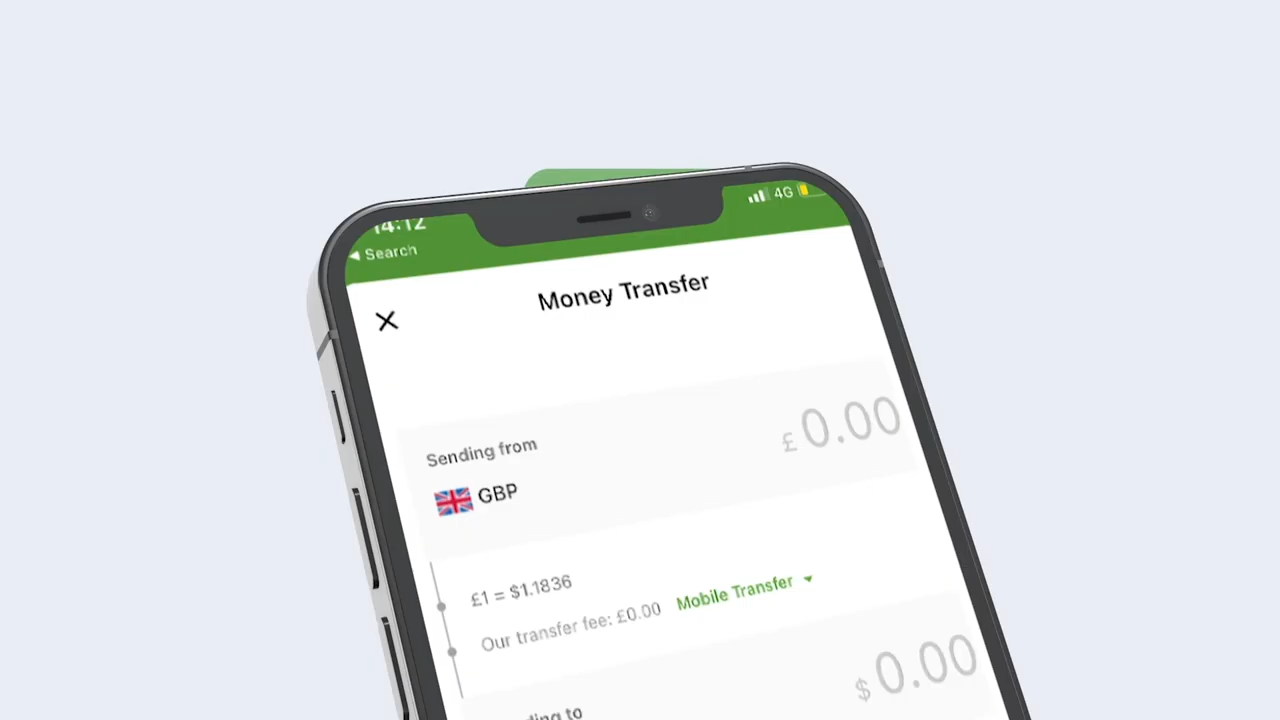 14:12
4G
◀ Search
Money Transfer
£ 0.00
Sending from
GBP
£1 = $1.1836
Our transfer fee: £0.00 Mobile Transfer
$ 0.00
to